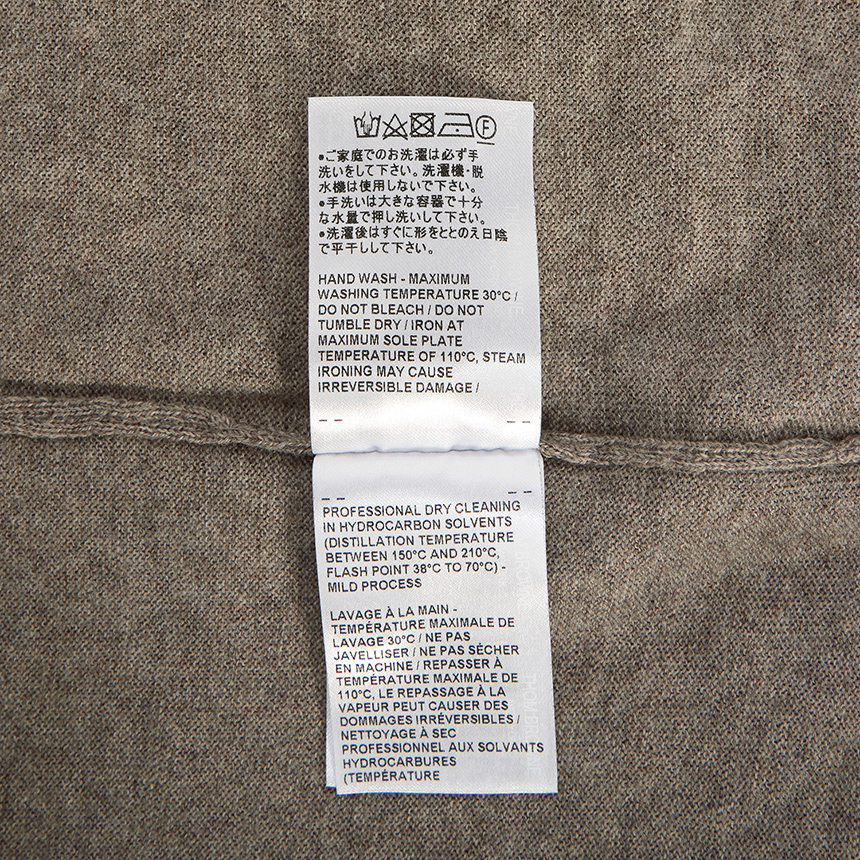 F
•ご家庭でのお洗濯は必ず手
洗いをして下さい。洗濯機・脱
水機は使用しないで下さい。
•手洗いは大きな容器で十分
な水量で押し洗いして下さい。
•洗濯後はすぐに形をととのえ日陰
で平干しして下さい。
HAND WASH - MAXIMUM
WASHING TEMPERATURE 30°C /
DO NOT BLEACH / DO NOT
TUMBLE DRY / IRON AT
MAXIMUM SOLE PLATE
TEMPERATURE OF 110°C, STEAM
IRONING MAY CAUSE
IRREVERSIBLE DAMAGE /
PROFESSIONAL DRY CLEANING
IN HYDROCARBON SOLVENTS
(DISTILLATION TEMPERATURE
BETWEEN 150°C AND 210°C,
FLASH POINT 38°C TO 70°C) -
MILD PROCESS
LAVAGE À LA MAIN -
TEMPÉRATURE MAXIMALE DE
LAVAGE 30°C / NE PAS
JAVELLISER / NE PAS SÉCHER
EN MACHINE / REPASSER À
TEMPÉRATURE MAXIMALE DE
110°C, LE REPASSAGE À LA
VAPEUR PEUT CAUSER DES
DOMMAGES IRRÉVERSIBLES /
NETTOYAGE À SEC
PROFESSIONNEL AUX SOLVANTS
HYDROCARBURES
(TEMPÉRATURE